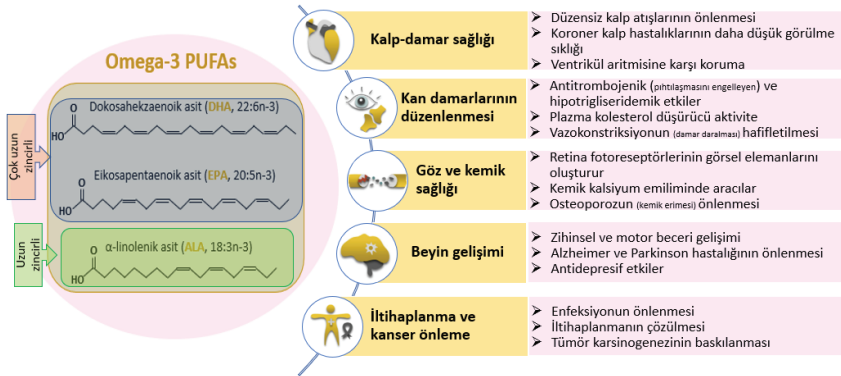 Omega-3 PUFAs
Çok uzun
zincirli
Dokosahekzaenoik asit (DHA, 22:6n-3)
O
HO
Eikosapentaenoik asit (EPA, 20:5n-3)
O
HO
Uzun
zincirli
α-linolenik asit (ALA, 18:3n-3)
O
HO
Kalp-damar sağlığı
Düzensiz kalp atışlarının önlenmesi
Koroner kalp hastalıklarının daha düşük görülme
sıklığı
Ventrikül aritmisine karşı koruma
Kan damarlarının
düzenlenmesi
Antitrombojenik (pıhtılaşmasını engelleyen) ve
hipotrigliseridemik etkiler
Plazma kolesterol düşürücü aktivite
Vazokonstriksiyonun (damar daralması) hafifletilmesi
Göz ve kemik
sağlığı
Retina fotoreseptörlerinin görsel elemanlarını
oluşturur
Kemik kalsiyum emiliminde aracılar
Osteoporozun (kemik erimesi) önlenmesi
Beyin gelişimi
Zihinsel ve motor beceri gelişimi
Alzheimer ve Parkinson hastalığının önlenmesi
Antidepresif etkiler
İltihaplanma ve
kanser önleme
Enfeksiyonun önlenmesi
İltihaplanmanın çözülmesi
Tümör karsinogenezinin baskılanması